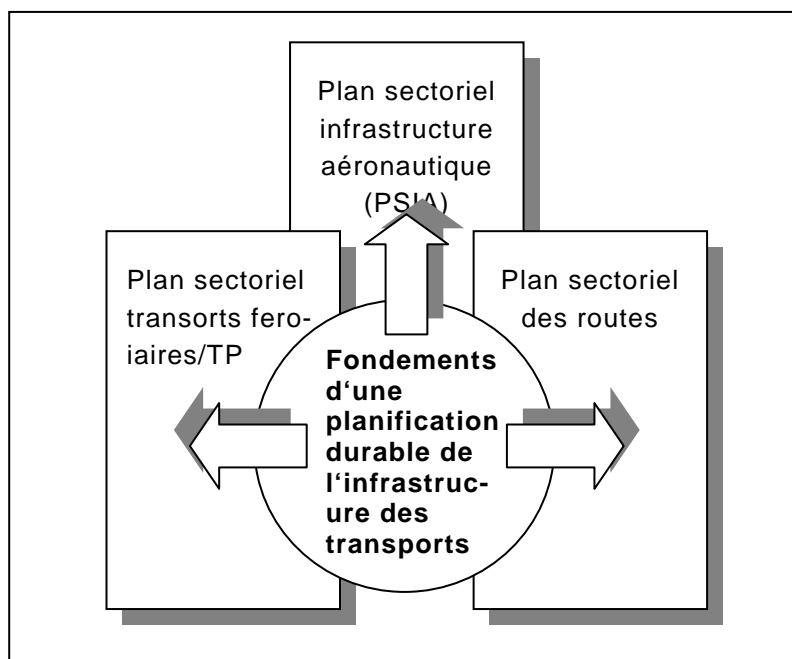 Plan sectoriel
infrastructure
aéronautique
(PSIA)
Plan sectoriel
transorts fero-
iaires/TP
Plan sectoriel
des routes
Fondements
d‘une
planification
durable de
l‘infrastruc-
ure des
transports